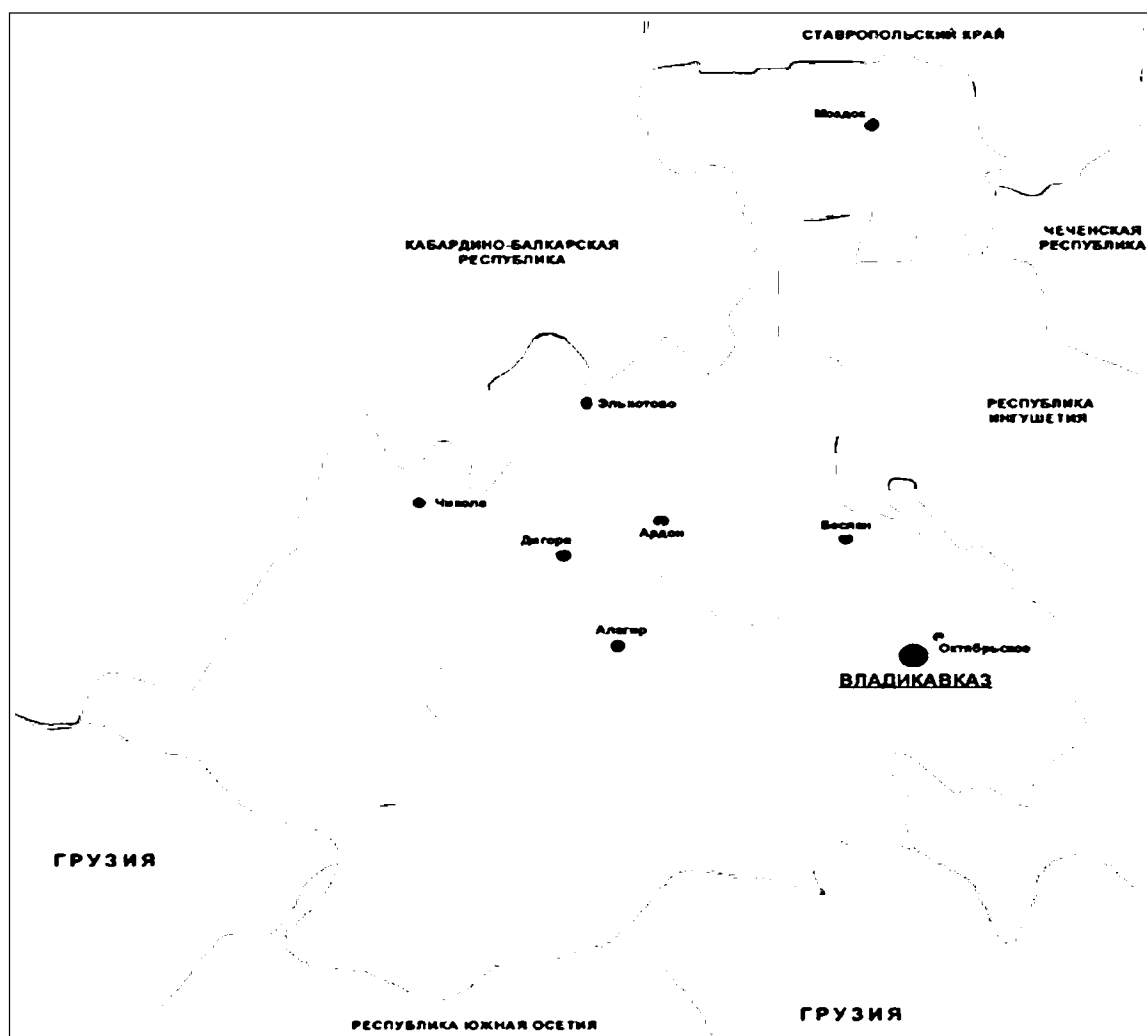 СТАВРОПОЛЬСКИЙ КРАЙ
Моздок
КАБАРДИНО-БАЛКАРСКАЯ
РЕСПУБЛИКА
ЧЕЧЕНСКАЯ
РЕСПУБЛИКА
Эльхотово
РЕСПУБЛИКА
ИНГУШЕТИЯ
Чикола
Ардон
Беслан
Дигора
Алагир
Октябрьское
ВЛАДИКАВКАЗ
ГРУЗИЯ
ГРУЗИЯ
РЕСПУБЛИКА ЮЖНАЯ ОСЕТИЯ